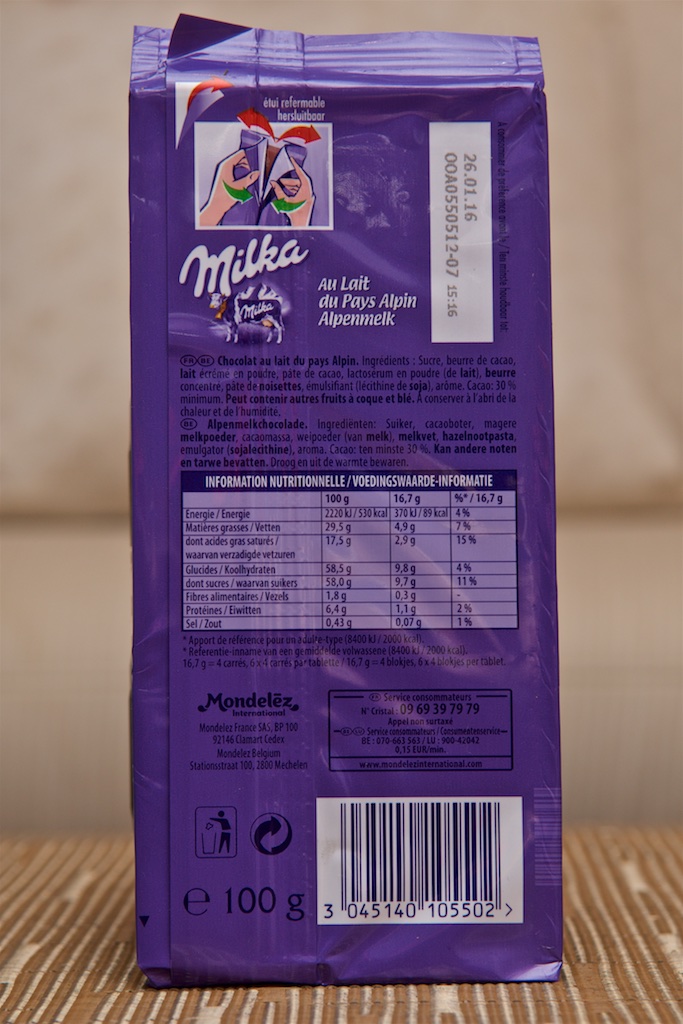 étui refermable
hersluitbaar
Milka
Milka
Au Lait
du Pays Alpin
Alpenmelk
26.01.16
OOA0550512-07 15:16
À consommer de préférence avant le / Ten minste houdbaar tot:
FR BE Chocolat au lait du pays Alpin. Ingrédients : Sucre, beurre de cacao,
lait écrémé en poudre, pâte de cacao, lactosérum en poudre (de lait), beurre
concentré, pâte de noisettes, émulsifiant (lécithine de soja), arôme. Cacao: 30 %
minimum. Peut contenir autres fruits à coque et blé. À conserver à l'abri de la
chaleur et de l'humidité.
BE Alpenmelkchocolade. Ingrediënten: Suiker, cacaoboter, magere
melkpoeder, cacaomassa, weipoeder (van melk), melkvet, hazelnootpasta,
emulgator (sojalecithine), aroma. Cacao: ten minste 30 %. Kan andere noten
en tarwe bevatten. Droog en uit de warmte bewaren.
INFORMATION NUTRITIONNELLE / VOEDINGSWAARDE-INFORMATIE
100 g 16,7 g %* / 16,7 g
Energie / Energie 2220 kJ / 530 kcal 370 kJ / 89 kcal 4 %
Matières grasses / Vetten 29,5 g 4,9 g 7 %
dont acides gras saturés / 17,5 g 2,9 g 15 %
waarvan verzadigde vetzuren
Glucides / Koolhydraten 58,5 g 9,8 g 4 %
dont sucres / waarvan suikers 58,0 g 9,7 g 11 %
Fibres alimentaires / Vezels 1,8 g 0,3 g -
Protéines / Eiwitten 6,4 g 1,1 g 2 %
Sel / Zout 0,43 g 0,07 g 1 %
* Apport de référence pour un adulte-type (8400 kJ / 2000 kcal).
* Referentie-inname van een gemiddelde volwassene (8400 kJ / 2000 kcal).
16,7 g = 4 carrés, 6 x 4 carrés par tablette / 16,7 g = 4 blokjes, 6 x 4 blokjes per tablet.
Mondelēz
International
Mondelez France SAS, BP 100
92146 Clamart Cedex
Mondelez Belgium
Stationsstraat 100, 2800 Mechelen
FR Service consommateurs
N° Cristal : 09 69 39 79 79
Appel non surtaxé
Service consommateurs / Consumentenservice
BE : 070-663 563 / LU : 900-42042
0,15 EUR/min.
www.mondelezinternational.com
℮ 100 g
3 045140 105502 >